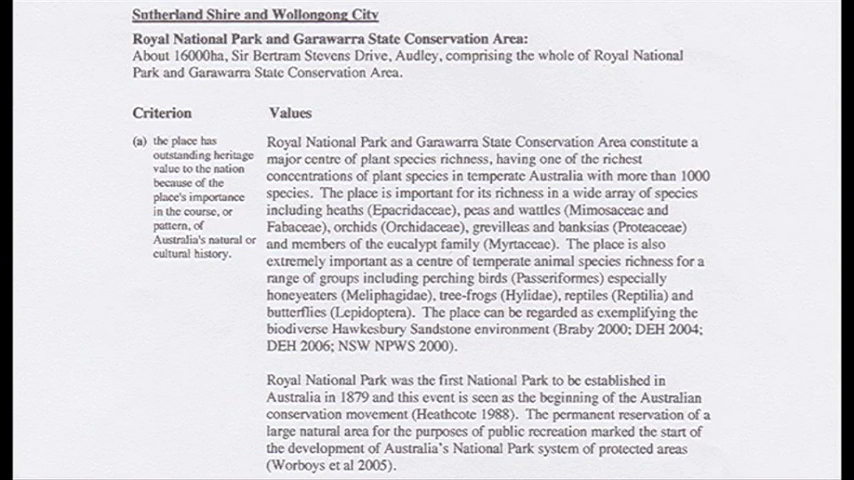 Sutherland Shire and Wollongong City
Royal National Park and Garawarra State Conservation Area:
About 16000ha, Sir Bertram Stevens Drive, Audley, comprising the whole of Royal National
Park and Garawarra State Conservation Area.
Criterion
Values
(a) the place has
outstanding heritage
value to the nation
because of the
place's importance
in the course, or
pattern, of
Australia's natural or
cultural history.
Royal National Park and Garawarra State Conservation Area constitute a
major centre of plant species richness, having one of the richest
concentrations of plant species in temperate Australia with more than 1000
species. The place is important for its richness in a wide array of species
including heaths (Epacridaceae), peas and wattles (Mimosaceae and
Fabaceae), orchids (Orchidaceae), grevilleas and banksias (Proteaceae)
and members of the eucalypt family (Myrtaceae). The place is also
extremely important as a centre of temperate animal species richness for a
range of groups including perching birds (Passeriformes) especially
honeyeaters (Meliphagidae), tree-frogs (Hylidae), reptiles (Reptilia) and
butterflies (Lepidoptera). The place can be regarded as exemplifying the
biodiverse Hawkesbury Sandstone environment (Braby 2000; DEH 2004;
DEH 2006; NSW NPWS 2000).
Royal National Park was the first National Park to be established in
Australia in 1879 and this event is seen as the beginning of the Australian
conservation movement (Heathcote 1988). The permanent reservation of a
large natural area for the purposes of public recreation marked the start of
the development of Australia's National Park system of protected areas
(Worboys et al 2005).